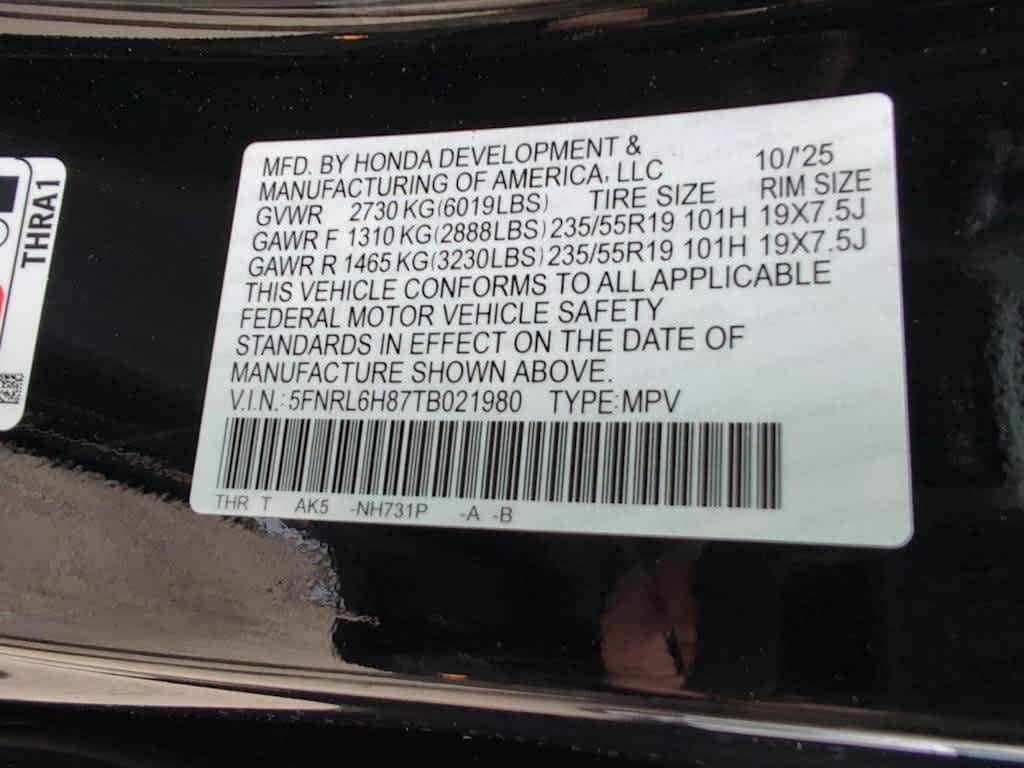 MFD. BY HONDA DEVELOPMENT &
MANUFACTURING OF AMERICA, LLC 10/'25
GVWR 2730 KG(6019LBS) TIRE SIZE RIM SIZE
GAWR F 1310 KG(2888LBS) 235/55R19 101H 19X7.5J
GAWR R 1465 KG(3230LBS) 235/55R19 101H 19X7.5J
THIS VEHICLE CONFORMS TO ALL APPLICABLE
FEDERAL MOTOR VEHICLE SAFETY
STANDARDS IN EFFECT ON THE DATE OF
MANUFACTURE SHOWN ABOVE.
V.I.N.: 5FNRL6H87TB021980 TYPE:MPV
THR T AK5 -NH731P -A -B
THRA1